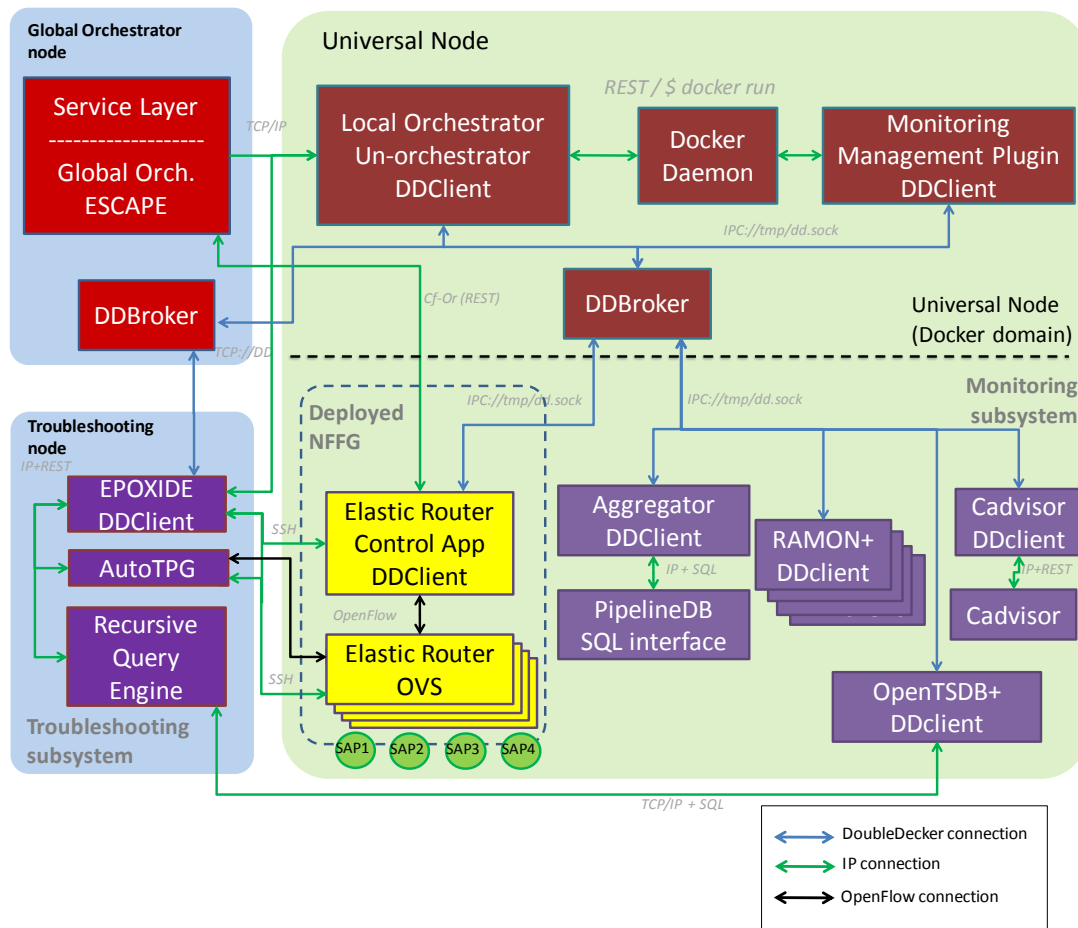 Global Orchestrator
node
Universal Node
Service Layer
--------------------
Global Orch.
ESCAPE
TCP/IP
Local Orchestrator
Un-orchestrator
DDClient
REST / $ docker run
Docker
Daemon
Monitoring
Management Plugin
DDClient
IPC://tmp/dd.sock
DDBroker
TCP://DD
Cf-Or (REST)
DDBroker
Universal Node
(Docker domain)
Monitoring
subsystem
IPC://tmp/dd.sock
IPC://tmp/dd.sock
Deployed
NFFG
Troubleshooting
node
IP+REST
EPOXIDE
DDClient
AutoTPG
Recursive
Query
Engine
Troubleshooting
subsystem
SSH
SSH
Elastic Router
Control App
DDClient
OpenFlow
Elastic Router
OVS
SAP1
SAP2
SAP3
SAP4
Aggregator
DDClient
IP + SQL
PipelineDB
SQL interface
RAMON+
DDclient
Cadvisor
DDclient
IP+REST
Cadvisor
OpenTSDB+
DDclient
TCP/IP + SQL
DoubleDecker connection
IP connection
OpenFlow connection